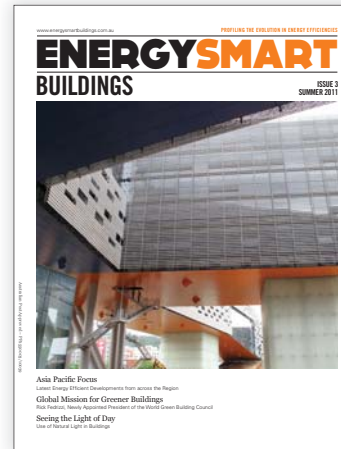 www.energysmartbuildings.com.au
PROFILING THE EVOLUTION IN ENERGY EFFICIENCIES
ENERGYSMART
BUILDINGS
ISSUE 3
SUMMER 2011
Asia Pacific Focus
Latest Energy Efficient Developments from across the Region
Global Mission for Greener Buildings
Rick Fedrizzi, Newly Appointed President of the World Green Building Council
Seeing the Light of Day
Use of Natural Light in Buildings